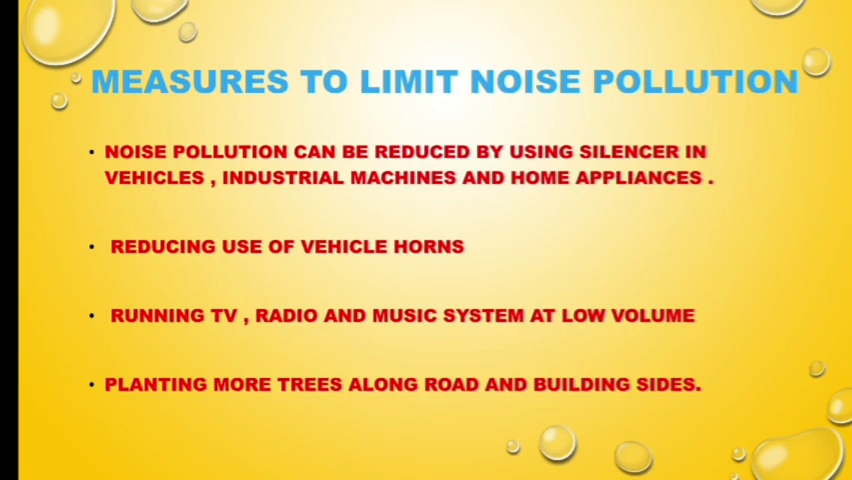 MEASURES TO LIMIT NOISE POLLUTION
• NOISE POLLUTION CAN BE REDUCED BY USING SILENCER IN
VEHICLES , INDUSTRIAL MACHINES AND HOME APPLIANCES .
• REDUCING USE OF VEHICLE HORNS
• RUNNING TV , RADIO AND MUSIC SYSTEM AT LOW VOLUME
• PLANTING MORE TREES ALONG ROAD AND BUILDING SIDES.